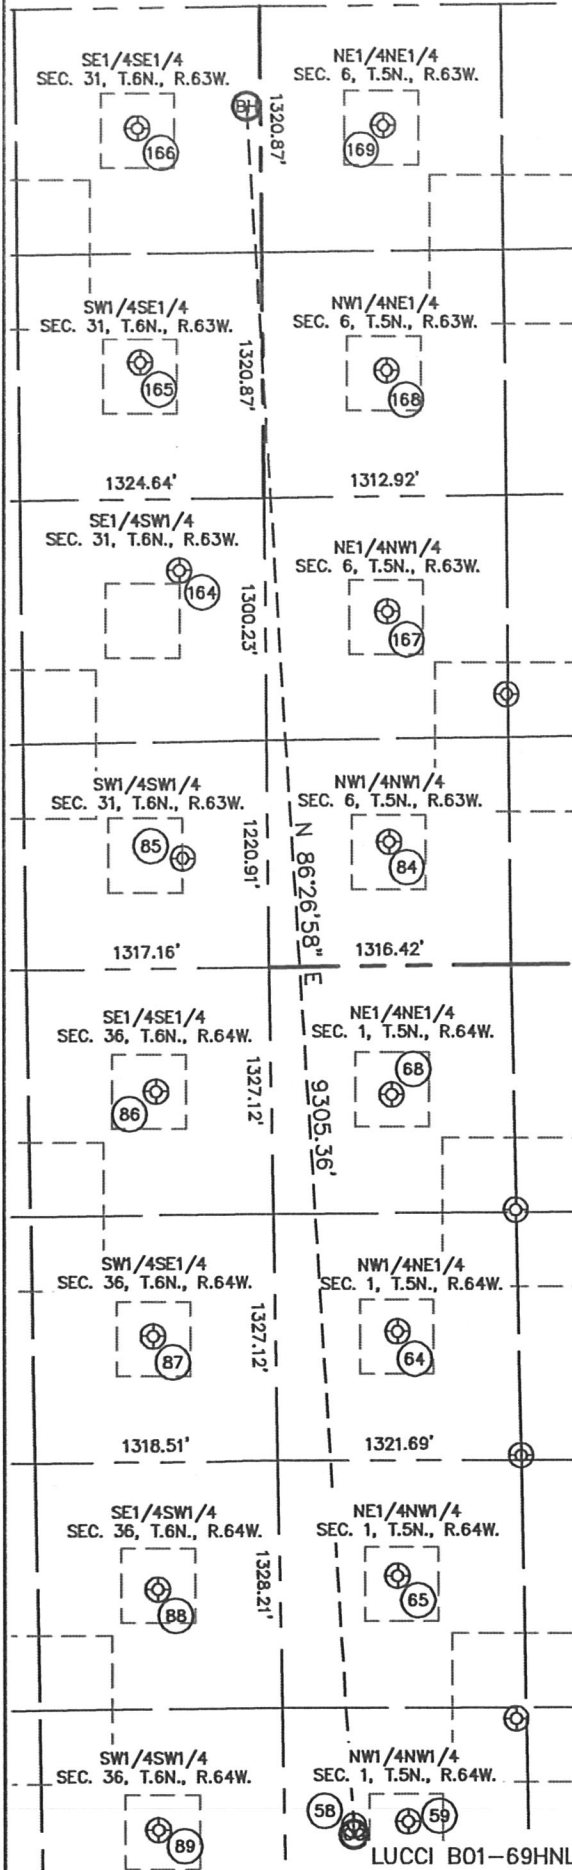 SE1/4SE1/4
SEC. 31, T.6N., R.63W.
NE1/4NE1/4
SEC. 6, T.5N., R.63W.
BH
1320.87'
166
169
SW1/4SE1/4
SEC. 31, T.6N., R.63W.
NW1/4NE1/4
SEC. 6, T.5N., R.63W.
1320.87'
165
168
1324.64'
1312.92'
SE1/4SW1/4
SEC. 31, T.6N., R.63W.
NE1/4NW1/4
SEC. 6, T.5N., R.63W.
164
1300.23'
167
SW1/4SW1/4
SEC. 31, T.6N., R.63W.
NW1/4NW1/4
SEC. 6, T.5N., R.63W.
85
1220.91'
N 86°26'58" E
84
1317.16'
1316.42'
SE1/4SE1/4
SEC. 36, T.6N., R.64W.
NE1/4NE1/4
SEC. 1, T.5N., R.64W.
68
86
1327.12'
9305.36'
SW1/4SE1/4
SEC. 36, T.6N., R.64W.
NW1/4NE1/4
SEC. 1, T.5N., R.64W.
87
1327.12'
64
1318.51'
1321.69'
SE1/4SW1/4
SEC. 36, T.6N., R.64W.
NE1/4NW1/4
SEC. 1, T.5N., R.64W.
88
1328.21'
65
SW1/4SW1/4
SEC. 36, T.6N., R.64W.
NW1/4NW1/4
SEC. 1, T.5N., R.64W.
58
59
89
LUCCI B01-69HNL